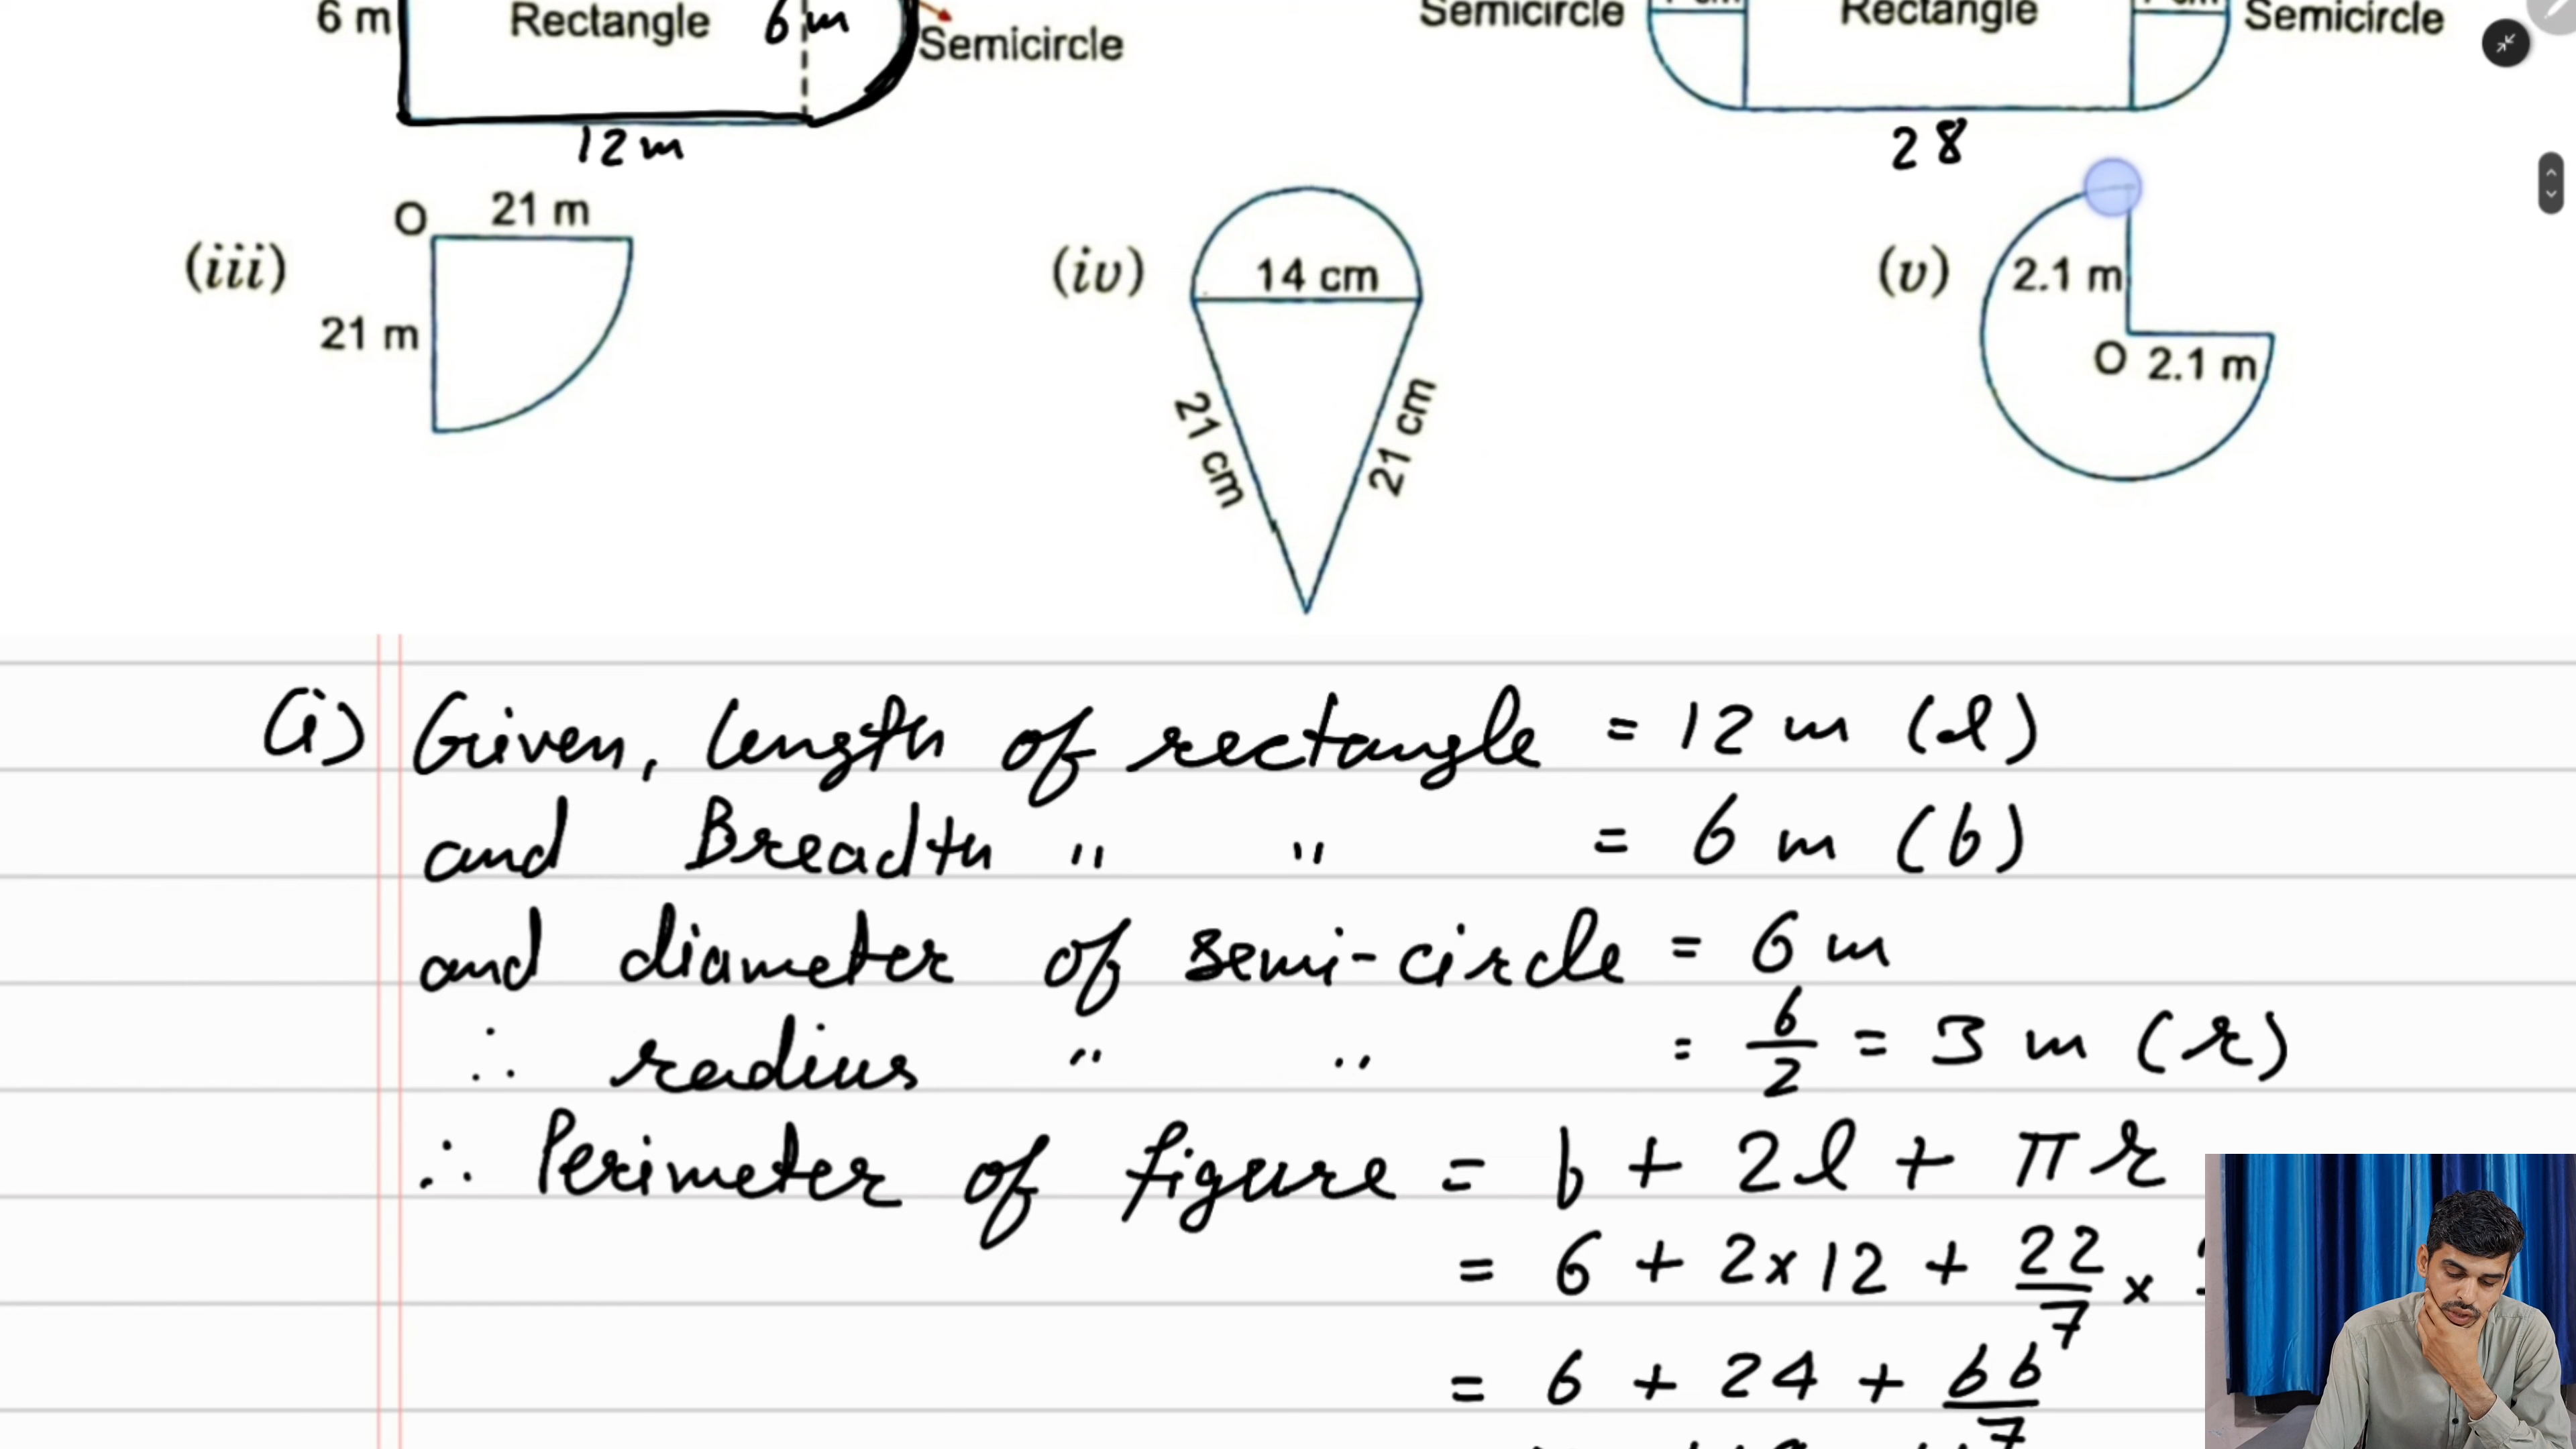 6 m Rectangle 6 m Semicircle
Semicircle Rectangle Semicircle
12 m
28
(iii) O 21 m
21 m
(iv) 14 cm
21 cm 21 cm
(v) 2.1 m
O 2.1 m
(i) Given, length of rectangle = 12 m (l)
and Breadth " " = 6 m (b)
and diameter of semi-circle = 6 m
∴ radius " " = 6/2 = 3 m (r)
∴ Perimeter of figure = b + 2l + πr
= 6 + 2x12 + 22/7 x
= 6 + 24 + 66/7